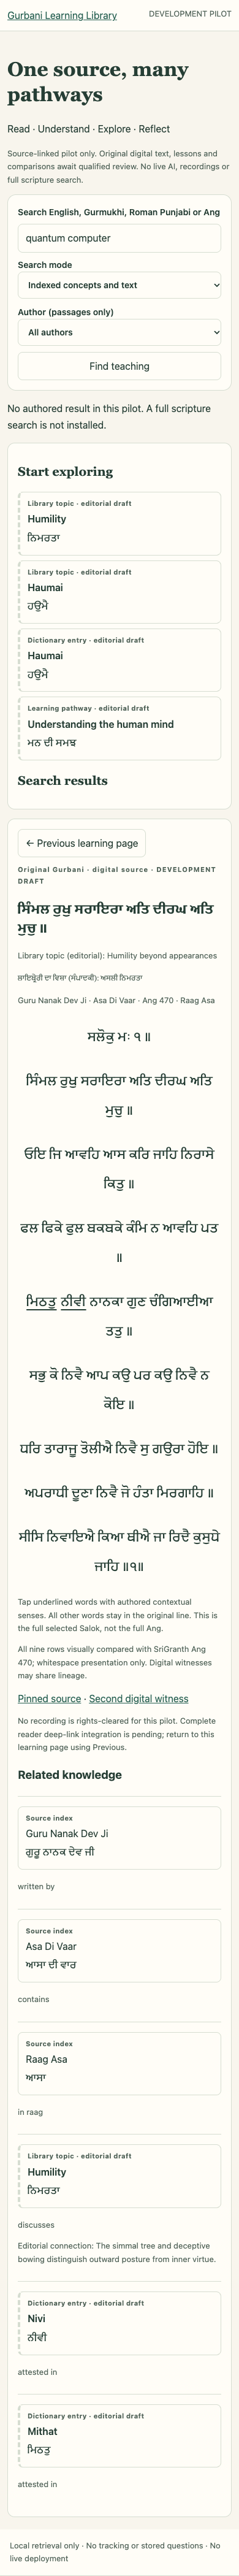 Gurbani Learning Library
DEVELOPMENT PILOT
One source, many
pathways
Read · Understand · Explore · Reflect
Source-linked pilot only. Original digital text, lessons and
comparisons await qualified review. No live AI, recordings or
full scripture search.
Search English, Gurmukhi, Roman Punjabi or Ang
quantum computer
Search mode
Indexed concepts and text
Author (passages only)
All authors
Find teaching
No authored result in this pilot. A full scripture
search is not installed.
Start exploring
Library topic · editorial draft
Humility
ਨਿਮਰਤਾ
Library topic · editorial draft
Haumai
ਹਉਮੈ
Dictionary entry · editorial draft
Haumai
ਹਉਮੈ
Learning pathway · editorial draft
Understanding the human mind
ਮਨ ਦੀ ਸਮਝ
Search results
← Previous learning page
Original Gurbani · digital source · DEVELOPMENT
DRAFT
ਸਿੰਮਲ ਰੁਖੁ ਸਰਾਇਰਾ ਅਤਿ ਦੀਰਘ ਅਤਿ
ਮੁਚੁ ॥
Library topic (editorial): Humility beyond appearances
ਲਾਇਬ੍ਰੇਰੀ ਦਾ ਵਿਸ਼ਾ (ਸੰਪਾਦਕੀ): ਅਸਲੀ ਨਿਮਰਤਾ
Guru Nanak Dev Ji · Asa Di Vaar · Ang 470 · Raag Asa
ਸਲੋਕੁ ਮਃ ੧ ॥
ਸਿੰਮਲ ਰੁਖੁ ਸਰਾਇਰਾ ਅਤਿ ਦੀਰਘ ਅਤਿ
ਮੁਚੁ ॥
ਓਇ ਜਿ ਆਵਹਿ ਆਸ ਕਰਿ ਜਾਹਿ ਨਿਰਾਸੇ
ਕਿਤੁ ॥
ਫਲ ਫਿਕੇ ਫੁਲ ਬਕਬਕੇ ਕੰਮਿ ਨ ਆਵਹਿ ਪਤ
॥
ਮਿਠਤੁ ਨੀਵੀ ਨਾਨਕਾ ਗੁਣ ਚੰਗਿਆਈਆ
ਤਤੁ ॥
ਸਭੁ ਕੋ ਨਿਵੈ ਆਪ ਕਉ ਪਰ ਕਉ ਨਿਵੈ ਨ
ਕੋਇ ॥
ਧਰਿ ਤਾਰਾਜੂ ਤੋਲੀਐ ਨਿਵੈ ਸੁ ਗਉਰਾ ਹੋਇ ॥
ਅਪਰਾਧੀ ਦੂਣਾ ਨਿਵੈ ਜੋ ਹੰਤਾ ਮਿਰਗਾਹਿ ॥
ਸੀਸਿ ਨਿਵਾਇਐ ਕਿਆ ਥੀਐ ਜਾ ਰਿਦੈ ਕੁਸੁਧੇ
ਜਾਹਿ ॥੧॥
Tap underlined words with authored contextual
senses. All other words stay in the original line. This is
the full selected Salok, not the full Ang.
All nine rows visually compared with SriGranth Ang
470; whitespace presentation only. Digital witnesses
may share lineage.
Pinned source · Second digital witness
No recording is rights-cleared for this pilot. Complete
reader deep-link integration is pending; return to this
learning page using Previous.
Related knowledge
Source index
Guru Nanak Dev Ji
ਗੁਰੂ ਨਾਨਕ ਦੇਵ ਜੀ
written by
Source index
Asa Di Vaar
ਆਸਾ ਦੀ ਵਾਰ
contains
Source index
Raag Asa
ਆਸਾ
in raag
Library topic · editorial draft
Humility
ਨਿਮਰਤਾ
discusses
Editorial connection: The simmal tree and deceptive
bowing distinguish outward posture from inner virtue.
Dictionary entry · editorial draft
Nivi
ਨੀਵੀ
attested in
Dictionary entry · editorial draft
Mithat
ਮਿਠਤੁ
attested in
Local retrieval only · No tracking or stored questions · No
live deployment